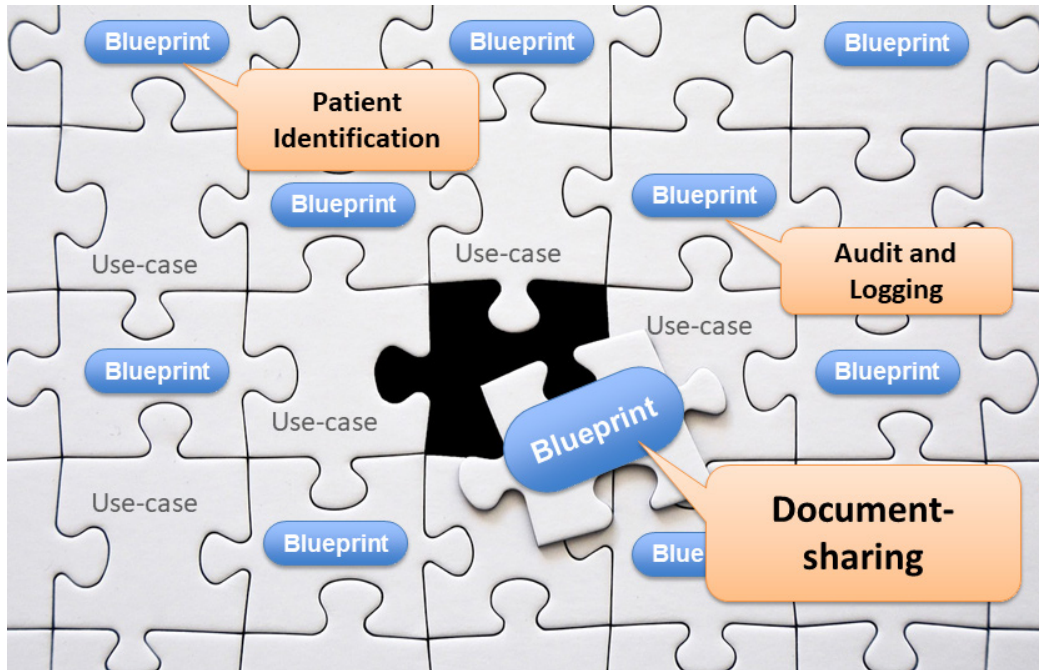 Blueprint
Blueprint
Blueprint
Patient
Identification
Blueprint
Blueprint
Audit and
Logging
Use-case
Use-case
Use-case
Blueprint
Blueprint
Use-case
Blueprint
Use-case
Document-
sharing
Blueprint